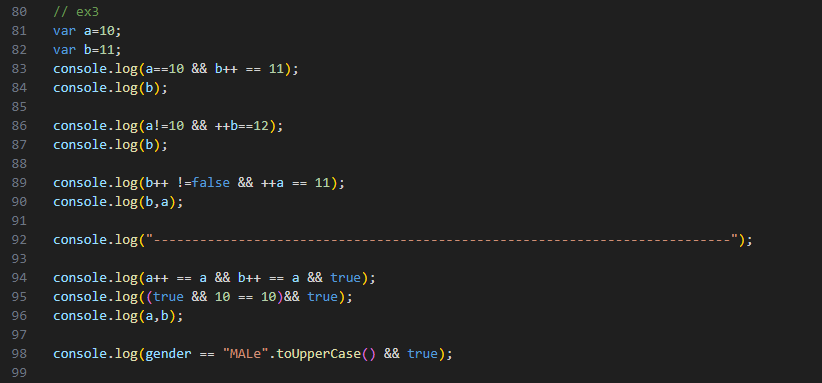 80 // ex3
81 var a=10;
82 var b=11;
83 console.log(a==10 && b++ == 11);
84 console.log(b);
85
86 console.log(a!=10 && ++b==12);
87 console.log(b);
88
89 console.log(b++ !=false && ++a == 11);
90 console.log(b,a);
91
92 console.log("---------------------------------------------------------------------------");
93
94 console.log(a++ == a && b++ == a && true);
95 console.log((true && 10 == 10)&& true);
96 console.log(a,b);
97
98 console.log(gender == "MALe".toUpperCase() && true);
99